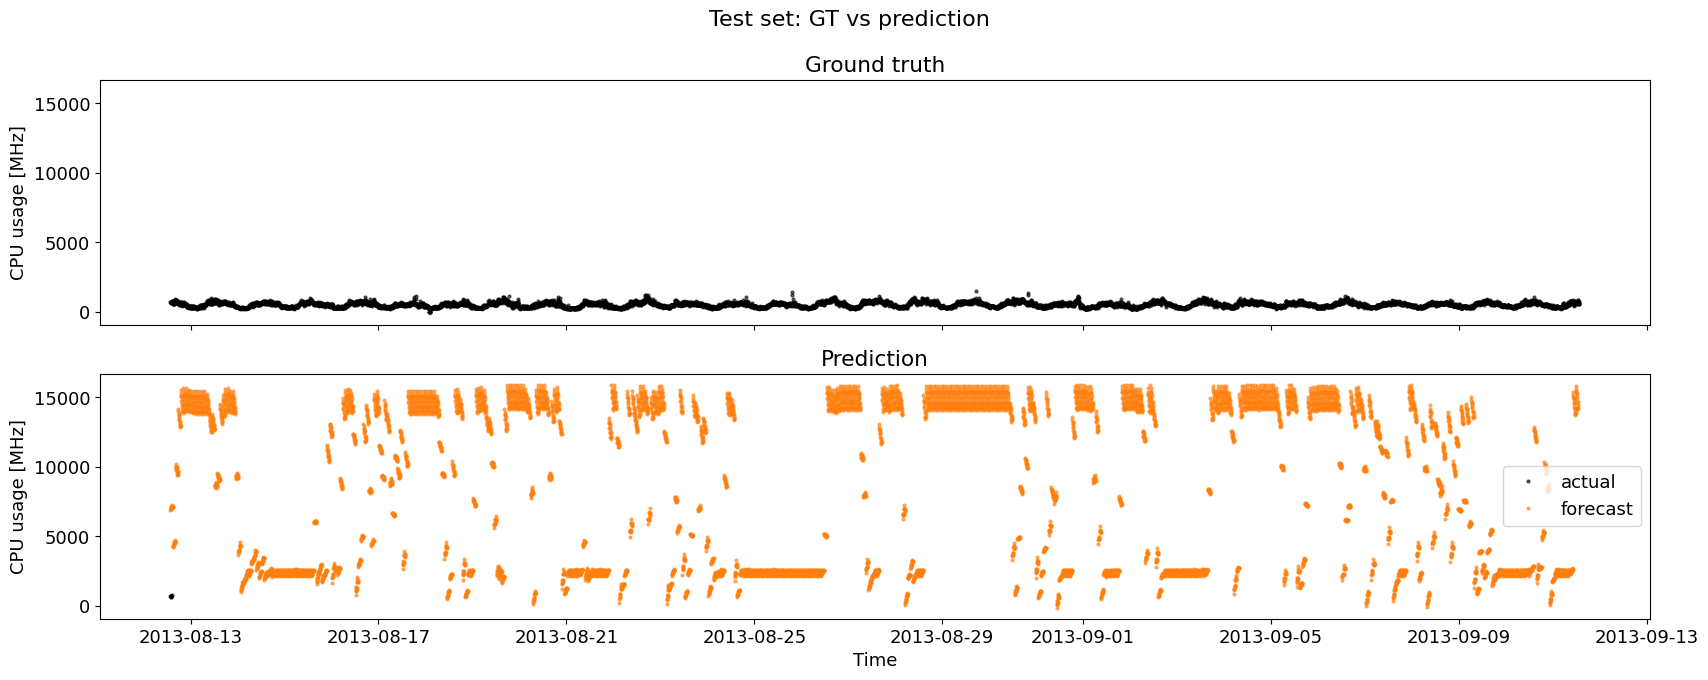 Test set: GT vs prediction
Ground truth
15000
10000
5000
0
CPU usage [MHz]
Prediction
15000
10000
5000
0
CPU usage [MHz]
actual
forecast
2013-08-13 2013-08-17 2013-08-21 2013-08-25 2013-08-29 2013-09-01 2013-09-05 2013-09-09 2013-09-13
Time